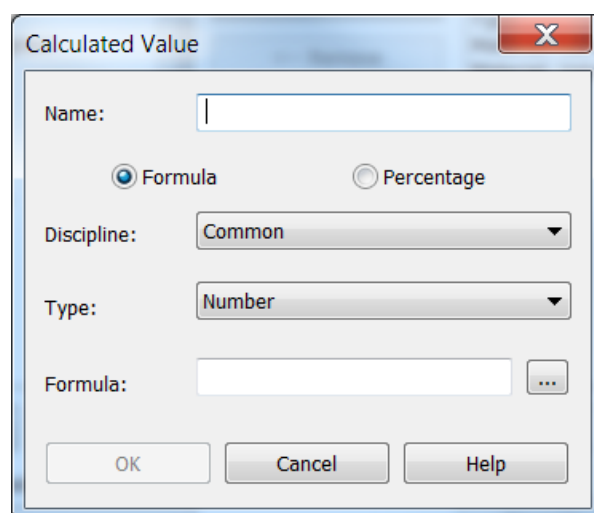 Calculated Value
Name:
Formula
Percentage
Discipline:
Common
Type:
Number
Formula:
...
OK
Cancel
Help